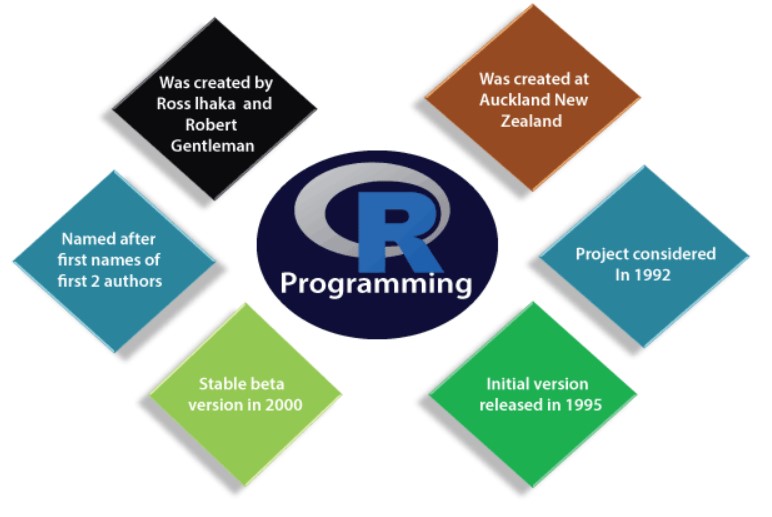 Was created by
Ross Ihaka and
Robert
Gentleman
Was created at
Auckland New
Zealand
Named after
first names of
first 2 authors
R
Programming
Project considered
In 1992
Stable beta
version in 2000
Initial version
released in 1995